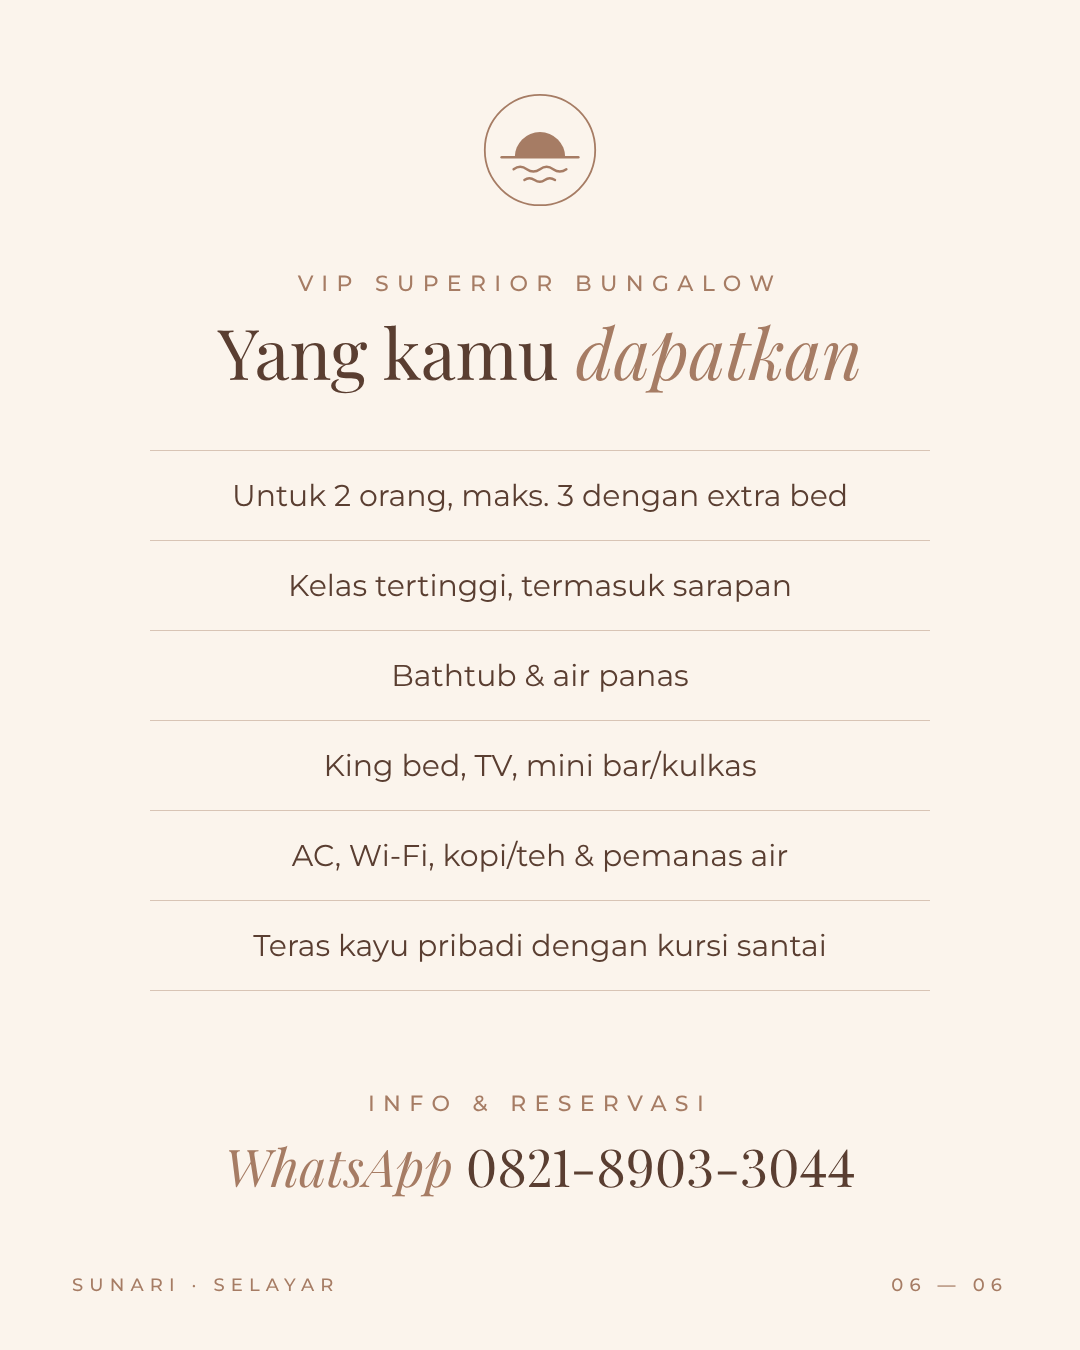 VIP SUPERIOR BUNGALOW
Yang kamu dapatkan
Untuk 2 orang, maks. 3 dengan extra bed
Kelas tertinggi, termasuk sarapan
Bathtub & air panas
King bed, TV, mini bar/kulkas
AC, Wi-Fi, kopi/teh & pemanas air
Teras kayu pribadi dengan kursi santai
INFO & RESERVASI
WhatsApp 0821-8903-3044
SUNARI · SELAYAR
06 — 06